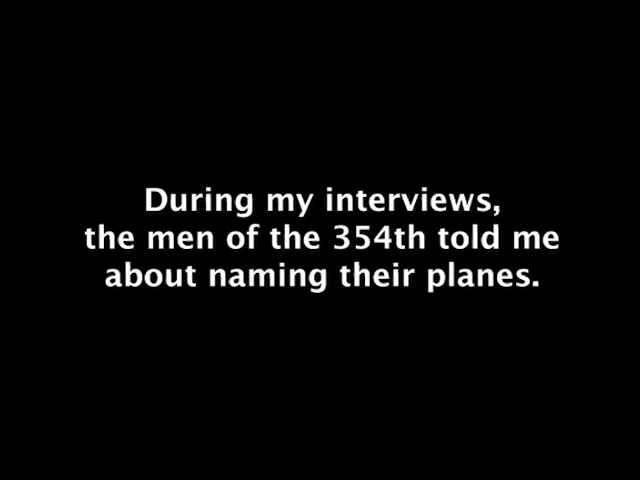 During my interviews,
the men of the 354th told me
about naming their planes.